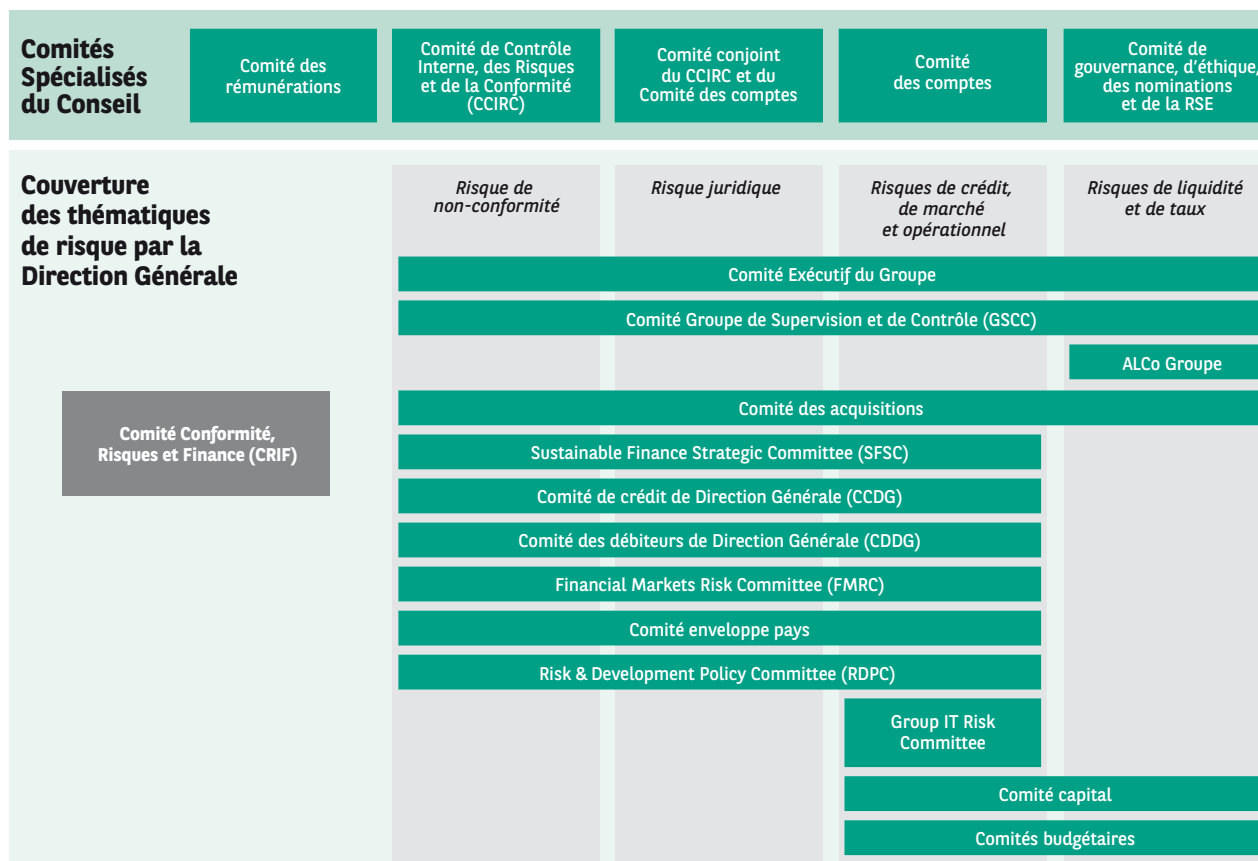 Comités
Spécialisés
du Conseil
Comité des
rémunérations
Comité de Contrôle
Interne, des Risques
et de la Conformité
(CCIRC)
Comité conjoint
du CCIRC et du
Comité des comptes
Comité
des comptes
Comité de
gouvernance, d'éthique,
des nominations
et de la RSE
Couverture
des thématiques
de risque par la
Direction Générale
Risque de
non-conformité
Risque juridique
Risques de crédit,
de marché
et opérationnel
Risques de liquidité
et de taux
Comité Exécutif du Groupe
Comité Groupe de Supervision et de Contrôle (GSCC)
ALCo Groupe
Comité des acquisitions
Comité Conformité,
Risques et Finance (CRIF)
Sustainable Finance Strategic Committee (SFSC)
Comité de crédit de Direction Générale (CCDG)
Comité des débiteurs de Direction Générale (CDDG)
Financial Markets Risk Committee (FMRC)
Comité enveloppe pays
Risk & Development Policy Committee (RDPC)
Group IT Risk
Committee
Comité capital
Comités budgétaires